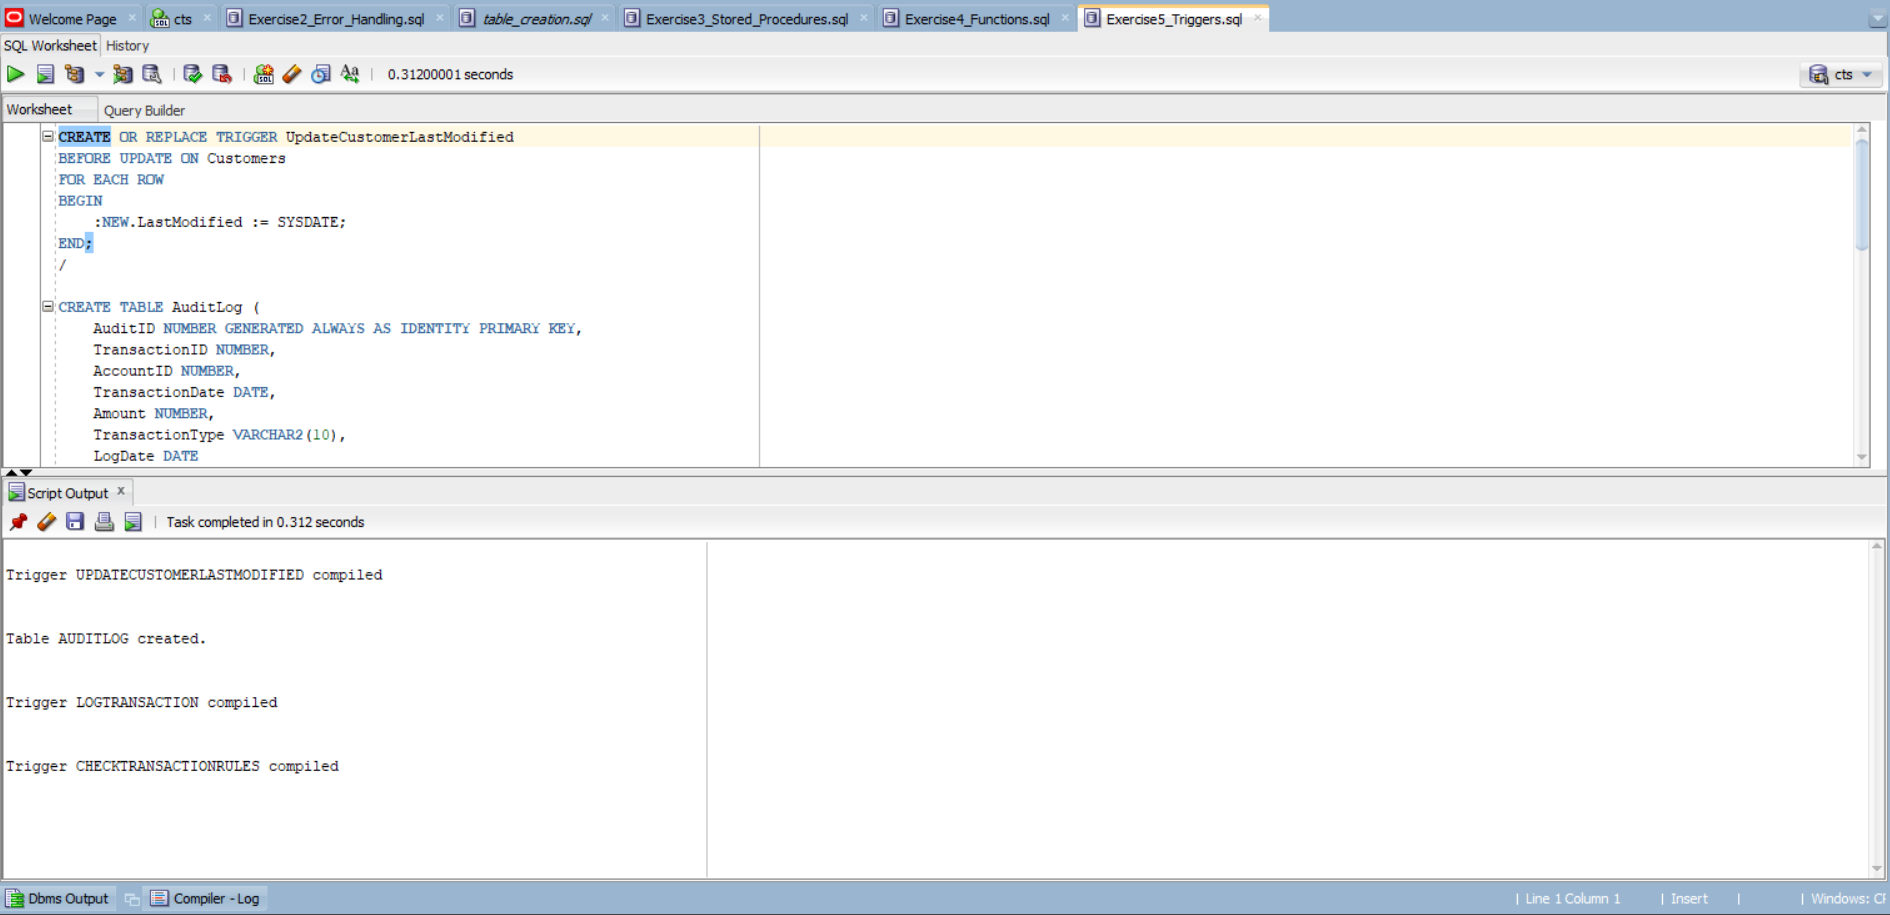 Welcome Page × cts × Exercise2_Error_Handling.sql × table_creation.sql × Exercise3_Stored_Procedures.sql × Exercise4_Functions.sql × Exercise5_Triggers.sql ×
SQL Worksheet History
0.31200001 seconds
cts
Worksheet Query Builder
CREATE OR REPLACE TRIGGER UpdateCustomerLastModified
BEFORE UPDATE ON Customers
FOR EACH ROW
BEGIN
:NEW.LastModified := SYSDATE;
END;
/
CREATE TABLE AuditLog (
AuditID NUMBER GENERATED ALWAYS AS IDENTITY PRIMARY KEY,
TransactionID NUMBER,
AccountID NUMBER,
TransactionDate DATE,
Amount NUMBER,
TransactionType VARCHAR2(10),
LogDate DATE
Script Output x
Task completed in 0.312 seconds
Trigger UPDATECUSTOMERLASTMODIFIED compiled
Table AUDITLOG created.
Trigger LOGTRANSACTION compiled
Trigger CHECKTRANSACTIONRULES compiled
Dbms Output Compiler - Log
| Line 1 Column 1 | Insert | | Windows: